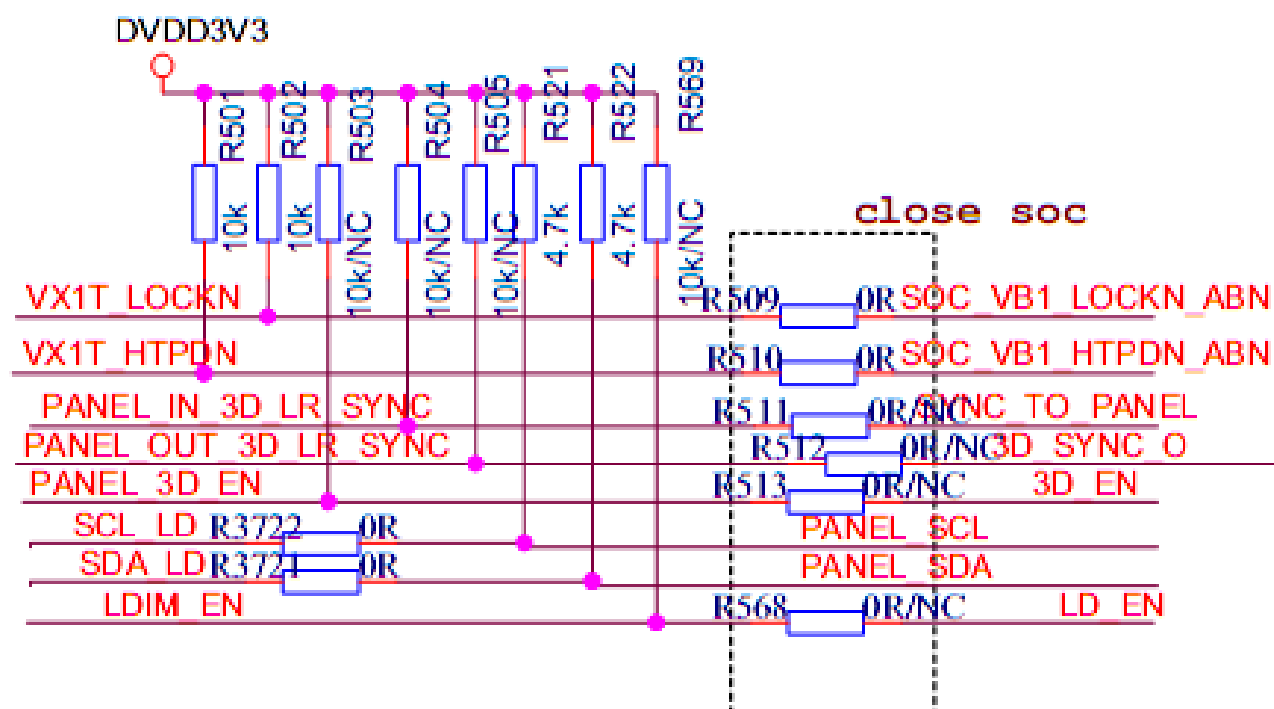 DVDD3V3
R501
R502
R503
R504
R505
R521
R522
R569
10k
10k
10k/NC
10k/NC
10k/NC
4.7k
4.7k
10k/NC
close soc
VX1T_LOCKN R509 0R SOC_VB1_LOCKN_ABN
VX1T_HTPDN R510 0R SOC_VB1_HTPDN_ABN
PANEL_IN_3D_LR_SYNC R511 0R/NC SYNC_TO_PANEL
PANEL_OUT_3D_LR_SYNC R512 0R/NC 3D_SYNC_O
PANEL_3D_EN R513 0R/NC 3D_EN
SCL_LD R3722 0R PANEL_SCL
SDA_LD R3721 0R PANEL_SDA
LDIM_EN R568 0R/NC LD_EN